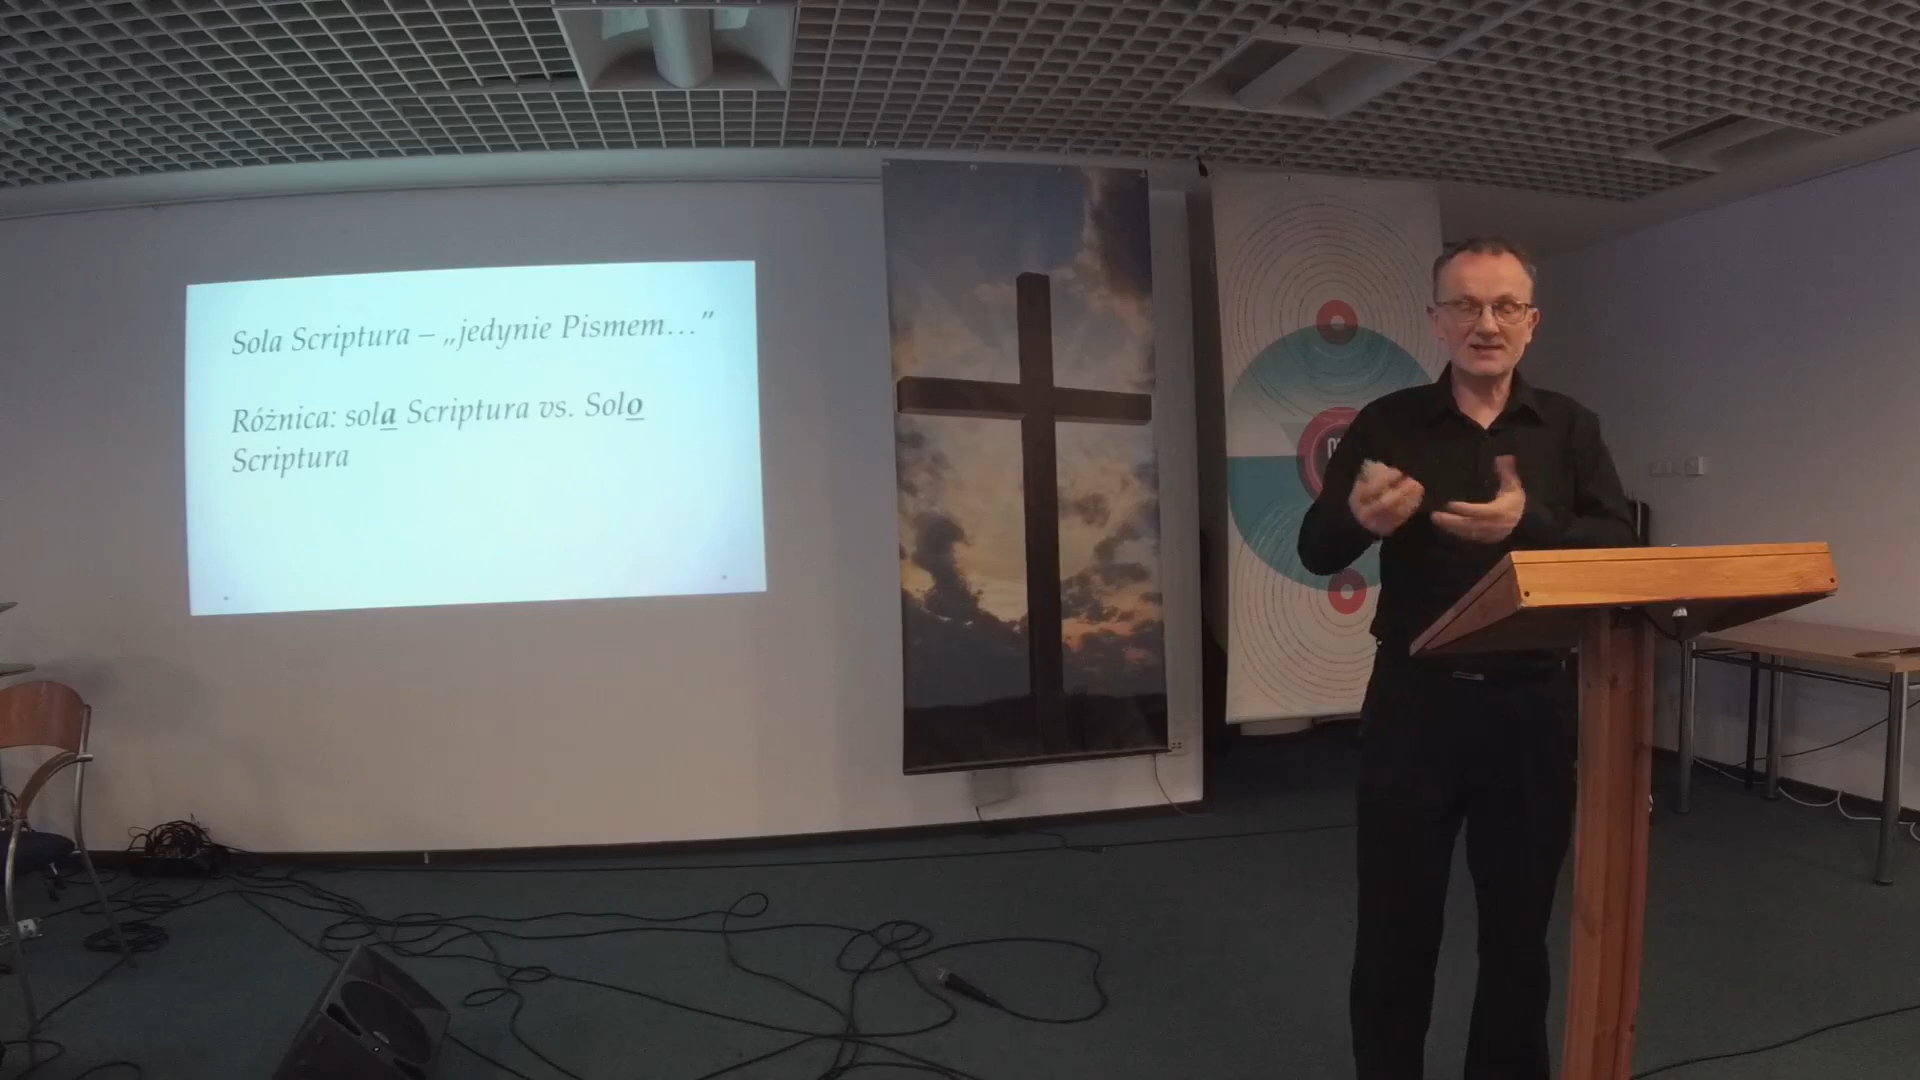 Sola Scriptura – „jedynie Pismem…”
Różnica: sola Scriptura vs. Solo
Scriptura